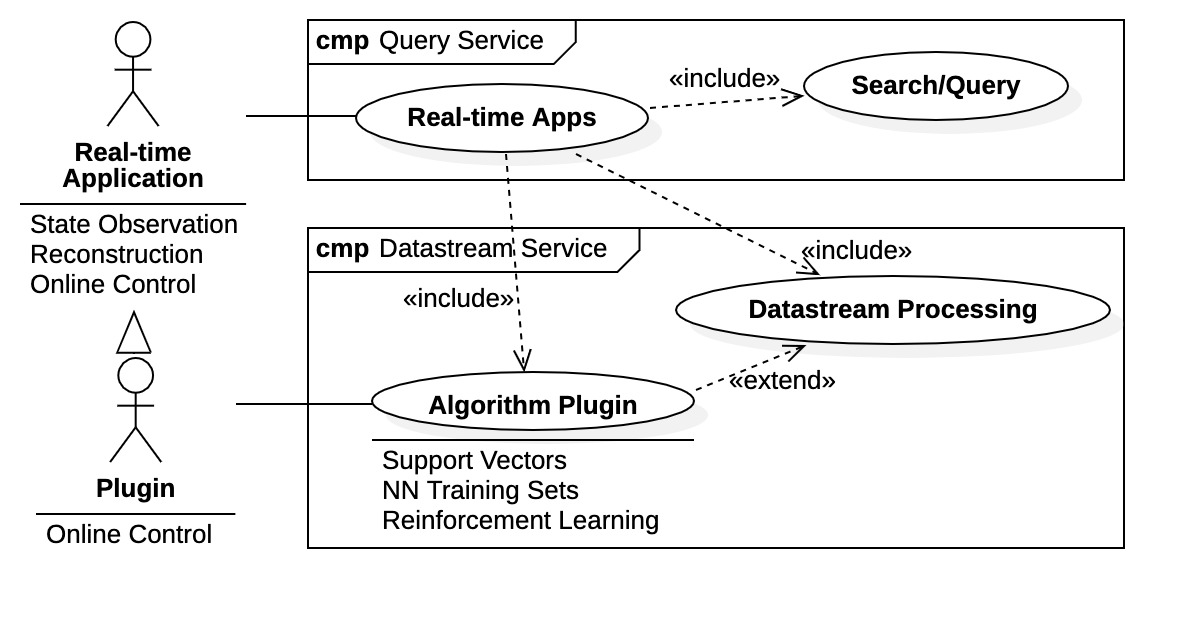 cmp Query Service
«include»
Search/Query
Real-time Apps
Real-time
Application
State Observation
Reconstruction
Online Control
cmp Datastream Service
«include»
«include»
Datastream Processing
«extend»
Algorithm Plugin
Support Vectors
NN Training Sets
Reinforcement Learning
Plugin
Online Control